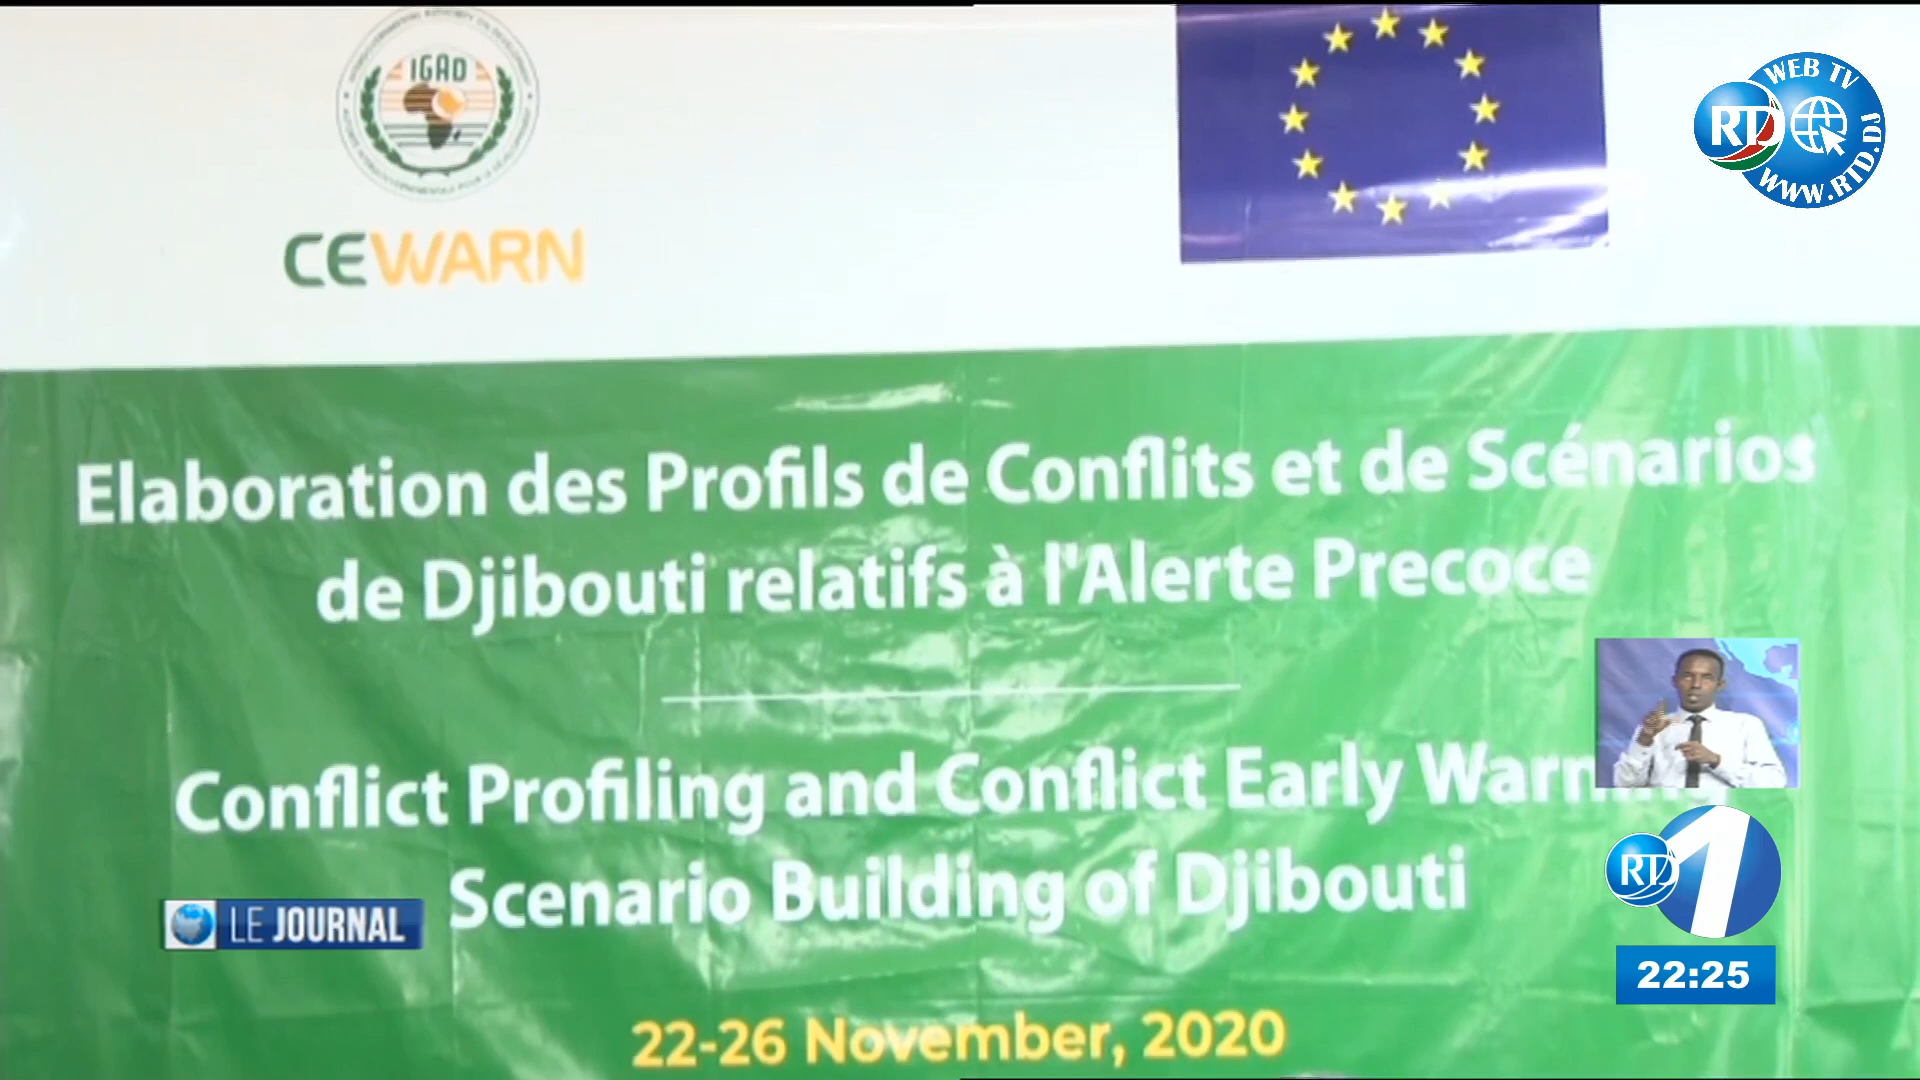 IGAD
CEWARN
WEB TV
RTD
WWW.RTD.DJ
Elaboration des Profils de Conflits et de Scénarios
de Djibouti relatifs à l'Alerte Precoce
Conflict Profiling and Conflict Early
Scenario Building of Djibouti
22-26 November, 2020
LE JOURNAL
RTD 1
22:25